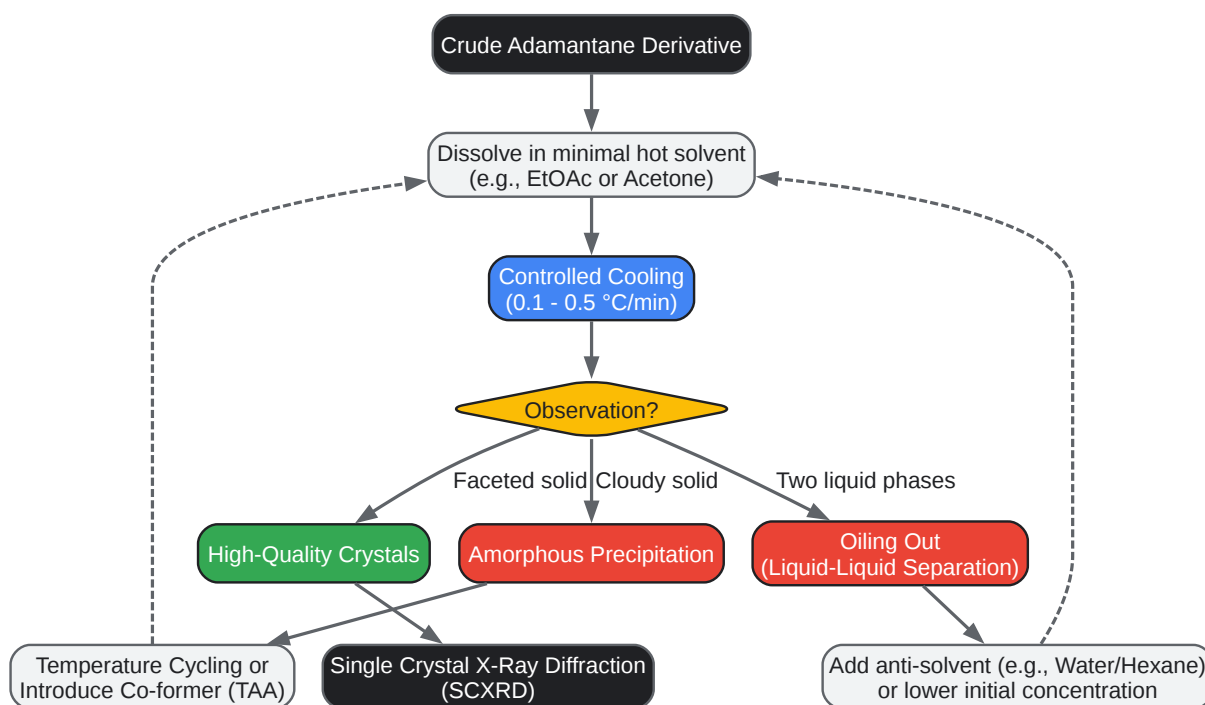 Crude Adamantane Derivative
Dissolve in minimal hot solvent
(e.g., EtOAc or Acetone)
Controlled Cooling
(0.1 - 0.5 °C/min)
Observation?
Faceted solid
Cloudy solid
Two liquid phases
High-Quality Crystals
Amorphous Precipitation
Oiling Out
(Liquid-Liquid Separation)
Temperature Cycling or
Introduce Co-former (TAA)
Single Crystal X-Ray Diffraction
(SCXRD)
Add anti-solvent (e.g., Water/Hexane)
or lower initial concentration